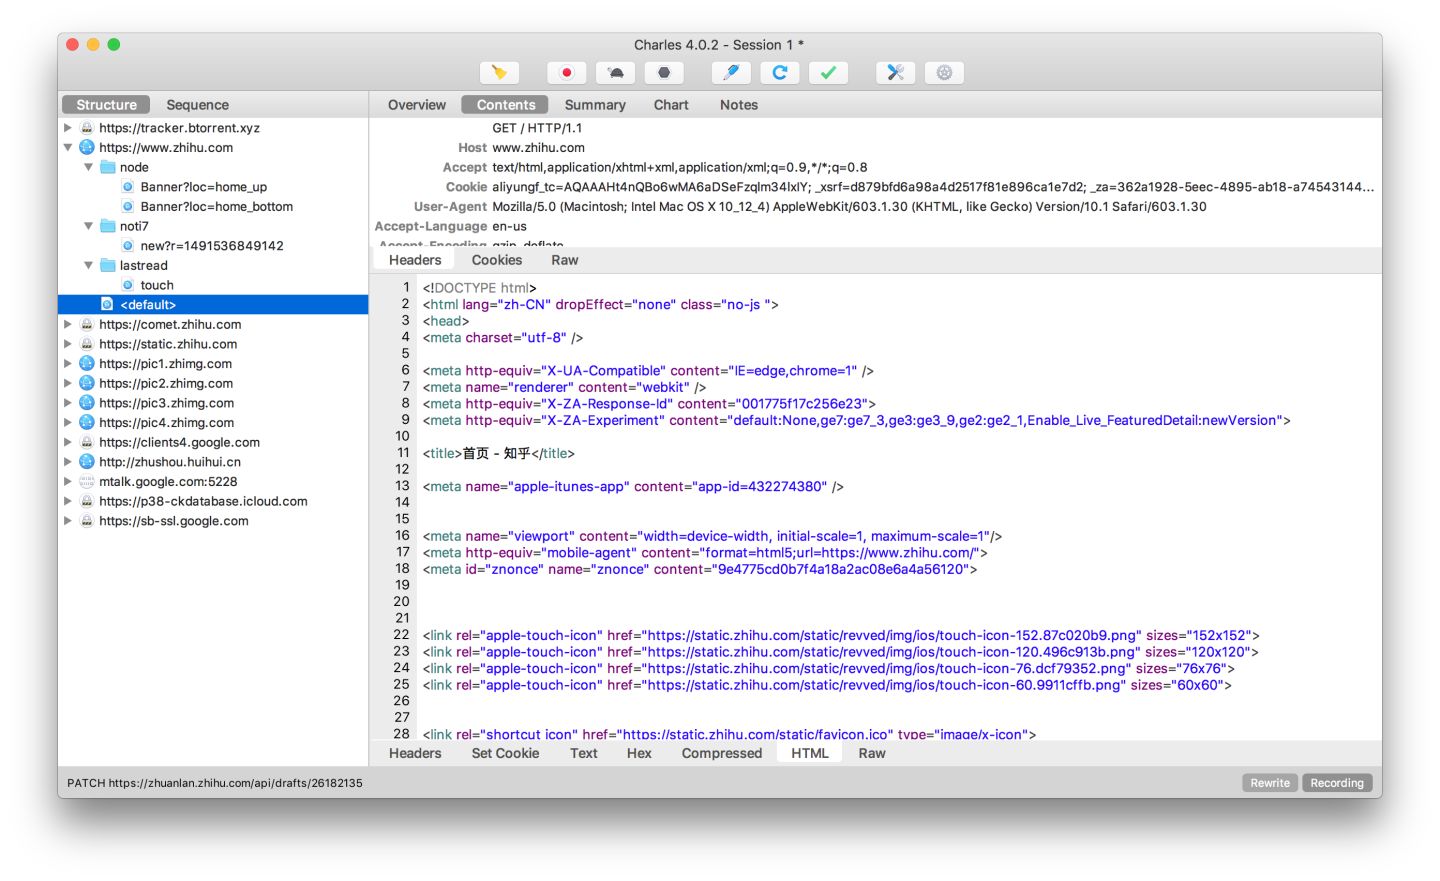 Charles 4.0.2 - Session 1 *
Structure Sequence
Overview Contents Summary Chart Notes
https://tracker.btorrent.xyz
https://www.zhihu.com
node
Banner?loc=home_up
Banner?loc=home_bottom
noti7
new?r=1491536849142
lastread
touch
<default>
https://comet.zhihu.com
https://static.zhihu.com
https://pic1.zhimg.com
https://pic2.zhimg.com
https://pic3.zhimg.com
https://pic4.zhimg.com
https://clients4.google.com
http://zhushou.huihui.cn
mtalk.google.com:5228
https://p38-ckdatabase.icloud.com
https://sb-ssl.google.com
GET / HTTP/1.1
Host www.zhihu.com
Accept text/html,application/xhtml+xml,application/xml;q=0.9,*/*;q=0.8
Cookie aliyungf_tc=AQAAAHt4nQBo6wMA6aDSeFzqlm34lxlY; _xsrf=d879bfd6a98a4d2517f81e896ca1e7d2; _za=362a1928-5eec-4895-ab18-a74543144...
User-Agent Mozilla/5.0 (Macintosh; Intel Mac OS X 10_12_4) AppleWebKit/603.1.30 (KHTML, like Gecko) Version/10.1 Safari/603.1.30
Accept-Language en-us
Accept-Encoding gzip, deflate
Headers Cookies Raw
1 <!DOCTYPE html>
2 <html lang="zh-CN" dropEffect="none" class="no-js ">
3 <head>
4 <meta charset="utf-8" />
5
6 <meta http-equiv="X-UA-Compatible" content="IE=edge,chrome=1" />
7 <meta name="renderer" content="webkit" />
8 <meta http-equiv="X-ZA-Response-Id" content="001775f17c256e23">
9 <meta http-equiv="X-ZA-Experiment" content="default:None,ge7:ge7_3,ge3:ge3_9,ge2:ge2_1,Enable_Live_FeaturedDetail:newVersion">
10
11 <title>首页 - 知乎</title>
12
13 <meta name="apple-itunes-app" content="app-id=432274380" />
14
15
16 <meta name="viewport" content="width=device-width, initial-scale=1, maximum-scale=1"/>
17 <meta http-equiv="mobile-agent" content="format=html5;url=https://www.zhihu.com/">
18 <meta id="znonce" name="znonce" content="9e4775cd0b7f4a18a2ac08e6a4a56120">
19
20
21
22 <link rel="apple-touch-icon" href="https://static.zhihu.com/static/revved/img/ios/touch-icon-152.87c020b9.png" sizes="152x152">
23 <link rel="apple-touch-icon" href="https://static.zhihu.com/static/revved/img/ios/touch-icon-120.496c913b.png" sizes="120x120">
24 <link rel="apple-touch-icon" href="https://static.zhihu.com/static/revved/img/ios/touch-icon-76.dcf79352.png" sizes="76x76">
25 <link rel="apple-touch-icon" href="https://static.zhihu.com/static/revved/img/ios/touch-icon-60.9911cffb.png" sizes="60x60">
26
27
28 <link rel="shortcut icon" href="https://static.zhihu.com/static/favicon.ico" type="image/x-icon">
Headers Set Cookie Text Hex Compressed HTML Raw
PATCH https://zhuanlan.zhihu.com/api/drafts/26182135
Rewrite Recording